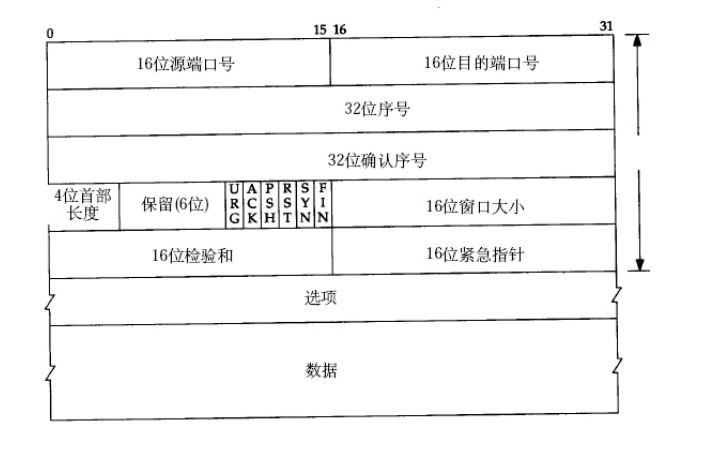 0 15 16 31
16位源端口号 16位目的端口号
32位序号
32位确认序号
4位首部
长度
保留(6位)
URG
ACK
PSH
RST
SYN
FIN
16位窗口大小
16位检验和 16位紧急指针
选项
数据